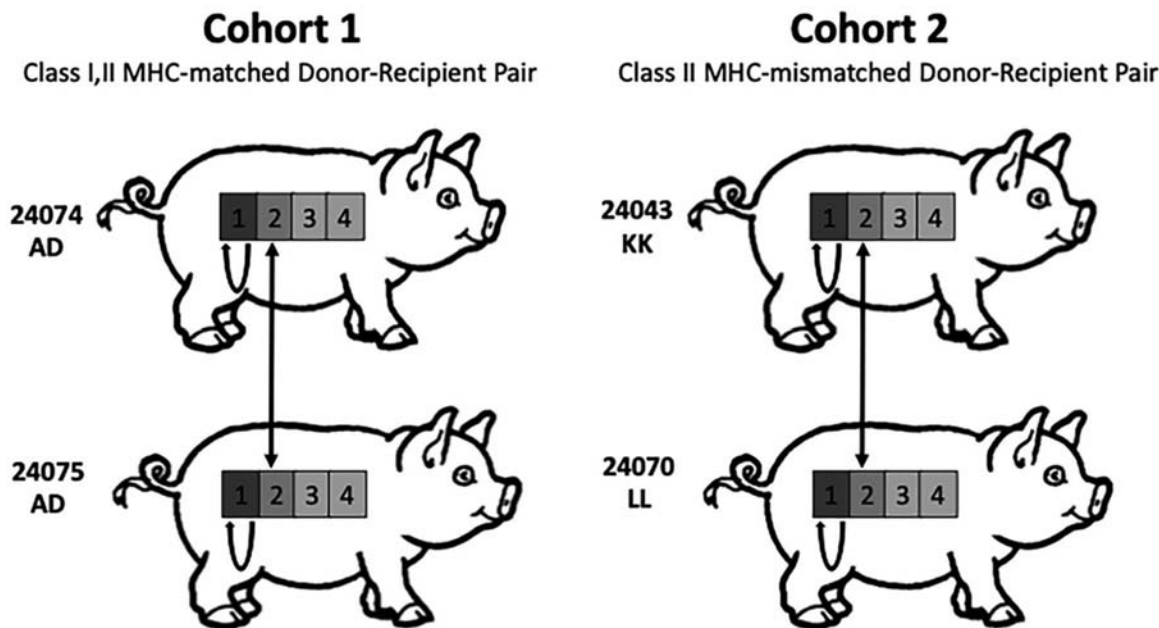 Cohort 1
Class I,II MHC-matched Donor-Recipient Pair
24074
AD
1 2 3 4
24075
AD
1 2 3 4
Cohort 2
Class II MHC-mismatched Donor-Recipient Pair
24043
KK
1 2 3 4
24070
LL
1 2 3 4